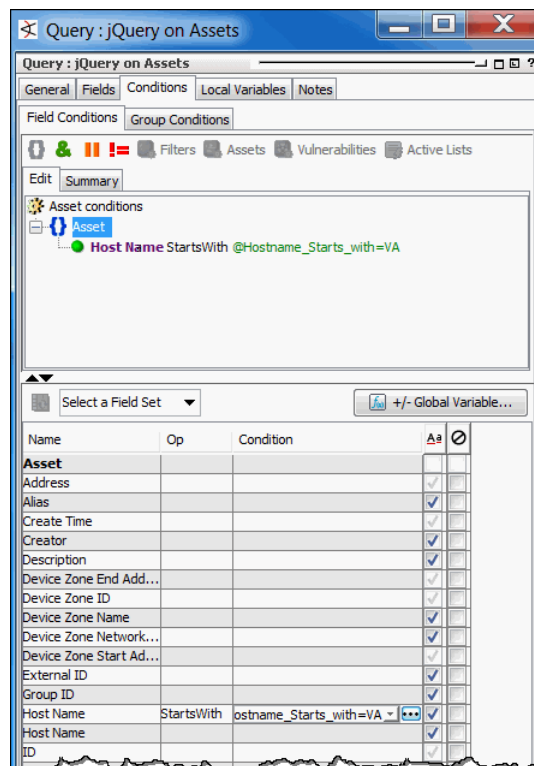 Query : jQuery on Assets
Query : jQuery on Assets
General Fields Conditions Local Variables Notes
Field Conditions Group Conditions
{} & || != Filters Assets Vulnerabilities Active Lists
Edit Summary
Asset conditions
{} Asset
Host Name StartsWith @Hostname_Starts_with=VA
Select a Field Set +/- Global Variable...
Name Op Condition Aa
Asset
Address
Alias
Create Time
Creator
Description
Device Zone End Add...
Device Zone ID
Device Zone Name
Device Zone Network...
Device Zone Start Ad...
External ID
Group ID
Host Name StartsWith ostname_Starts_with=VA
Host Name
ID